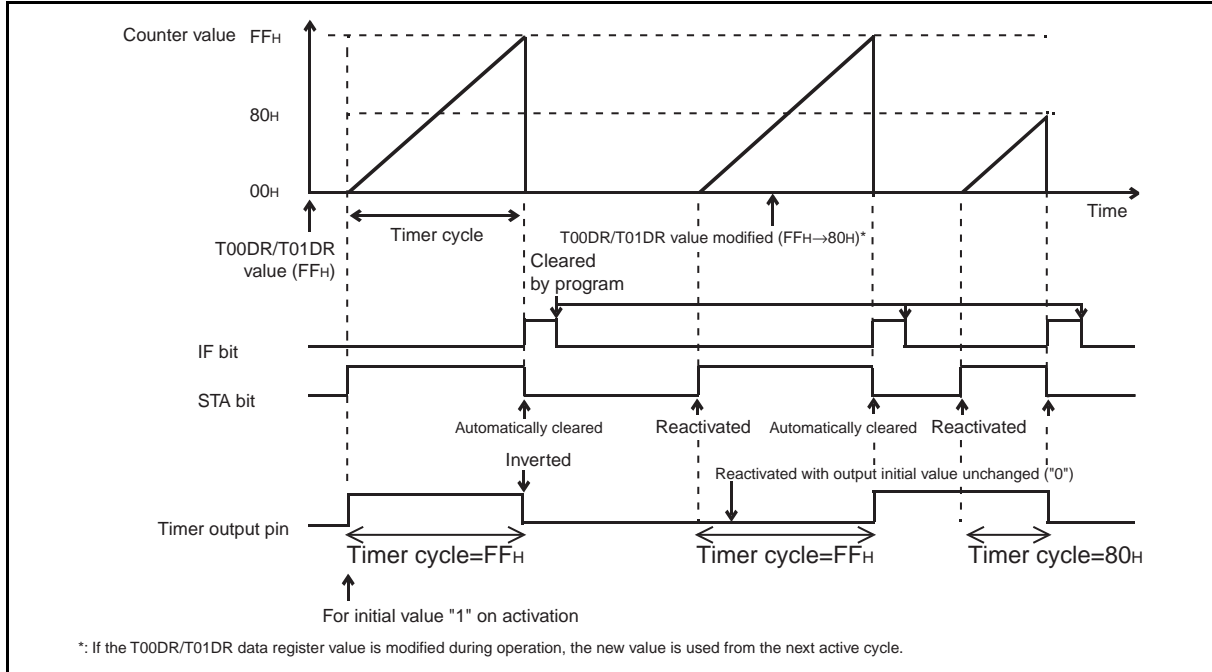 Counter value FFH
80H
00H
Time
Timer cycle
T00DR/T01DR value modified (FFH→80H)*
T00DR/T01DR
value (FFH)
Cleared
by program
IF bit
STA bit
Automatically cleared
Reactivated
Automatically cleared
Reactivated
Inverted
Reactivated with output initial value unchanged ("0")
Timer output pin
Timer cycle=FFH
Timer cycle=FFH
Timer cycle=80H
For initial value "1" on activation
*: If the T00DR/T01DR data register value is modified during operation, the new value is used from the next active cycle.